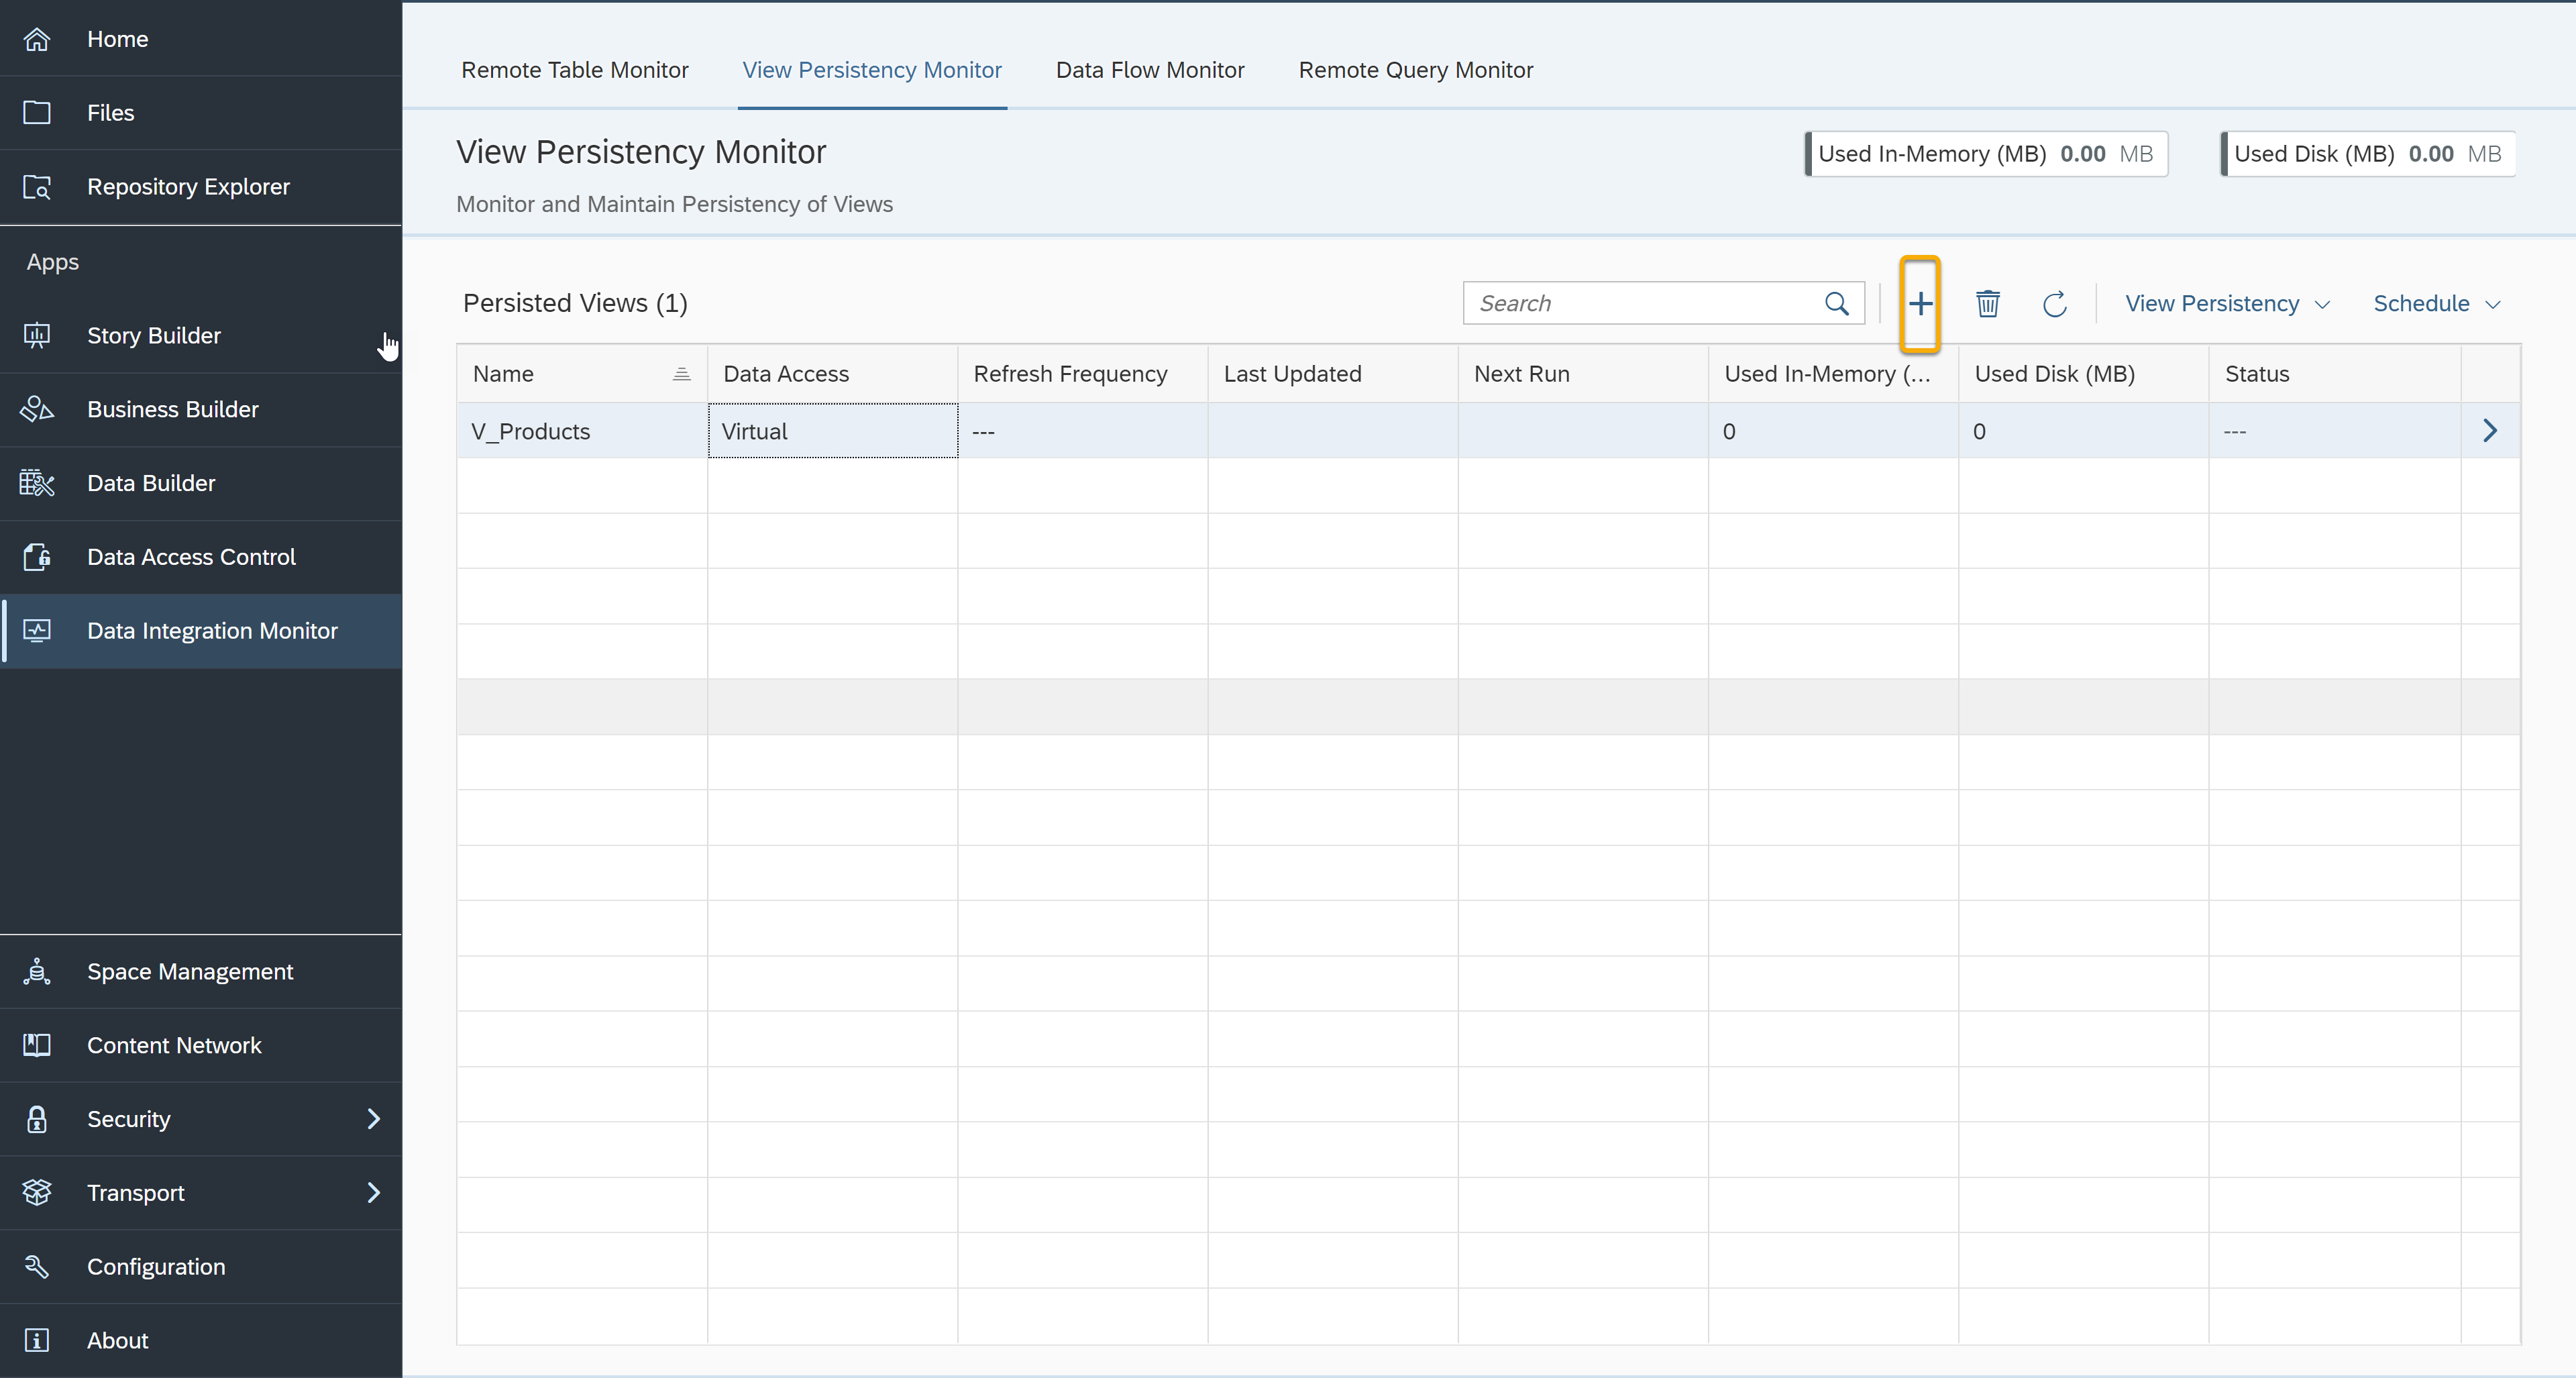 Home
Files
Repository Explorer
Apps
Story Builder
Business Builder
Data Builder
Data Access Control
Data Integration Monitor
Space Management
Content Network
Security
Transport
Configuration
About
Remote Table Monitor View Persistency Monitor Data Flow Monitor Remote Query Monitor
View Persistency Monitor
Used In-Memory (MB) 0.00 MB Used Disk (MB) 0.00 MB
Monitor and Maintain Persistency of Views
Persisted Views (1) Search View Persistency Schedule
Name Data Access Refresh Frequency Last Updated Next Run Used In-Memory (... Used Disk (MB) Status
V_Products Virtual --- 0 0 ---